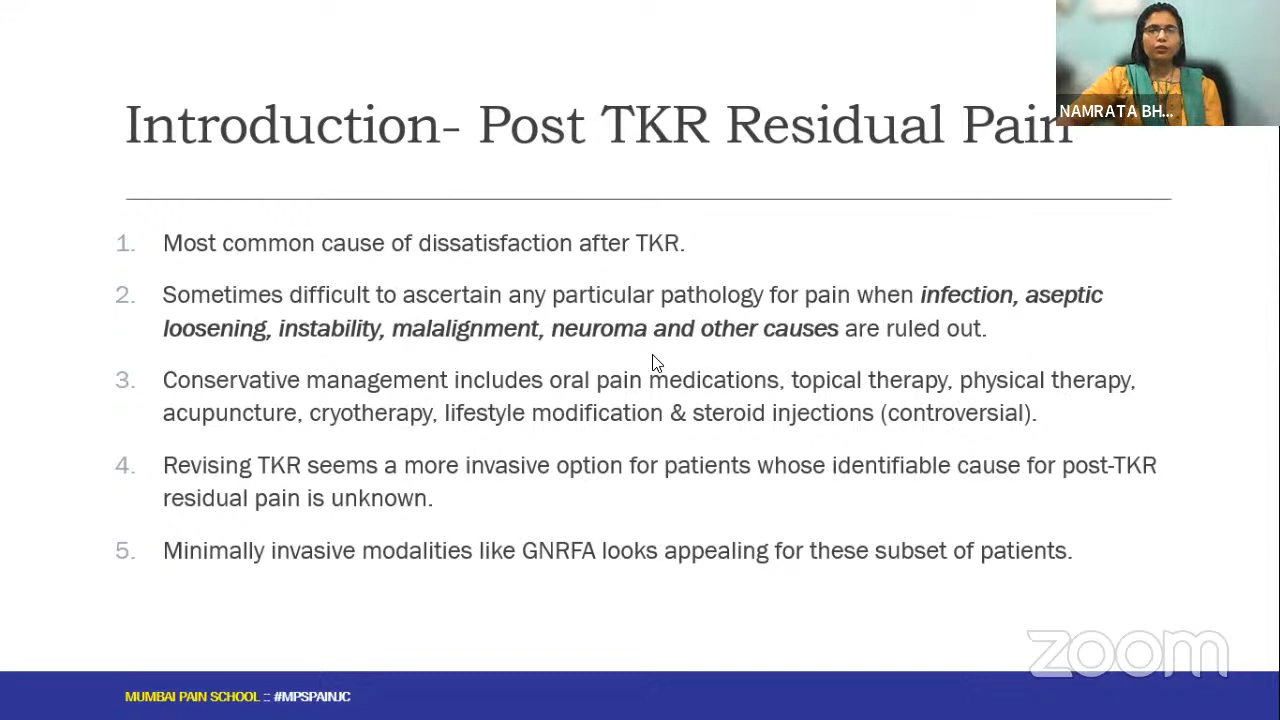 NAMRATA BH...
Introduction- Post TKR Residual Pain
1. Most common cause of dissatisfaction after TKR.
2. Sometimes difficult to ascertain any particular pathology for pain when infection, aseptic
loosening, instability, malalignment, neuroma and other causes are ruled out.
3. Conservative management includes oral pain medications, topical therapy, physical therapy,
acupuncture, cryotherapy, lifestyle modification & steroid injections (controversial).
4. Revising TKR seems a more invasive option for patients whose identifiable cause for post-TKR
residual pain is unknown.
5. Minimally invasive modalities like GNRFA looks appealing for these subset of patients.
zoom
MUMBAI PAIN SCHOOL :: #MPSPAINJC